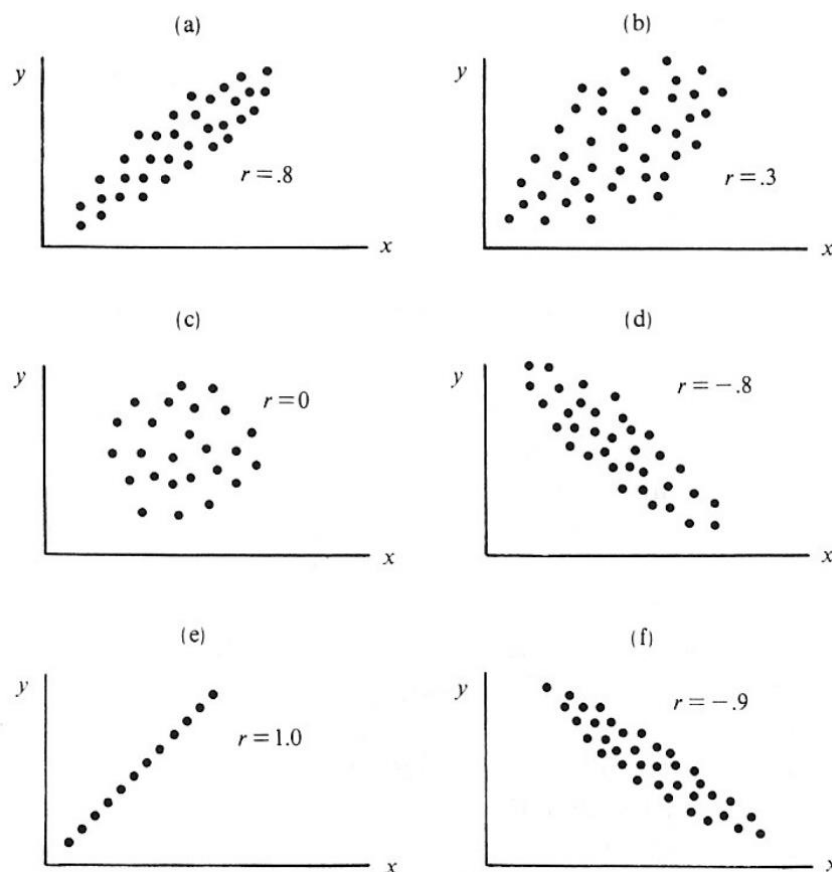 (a)
y
r = .8
x
(b)
y
r = .3
x
(c)
y
r = 0
x
(d)
y
r = −.8
x
(e)
y
r = 1.0
x
(f)
y
r = −.9
x